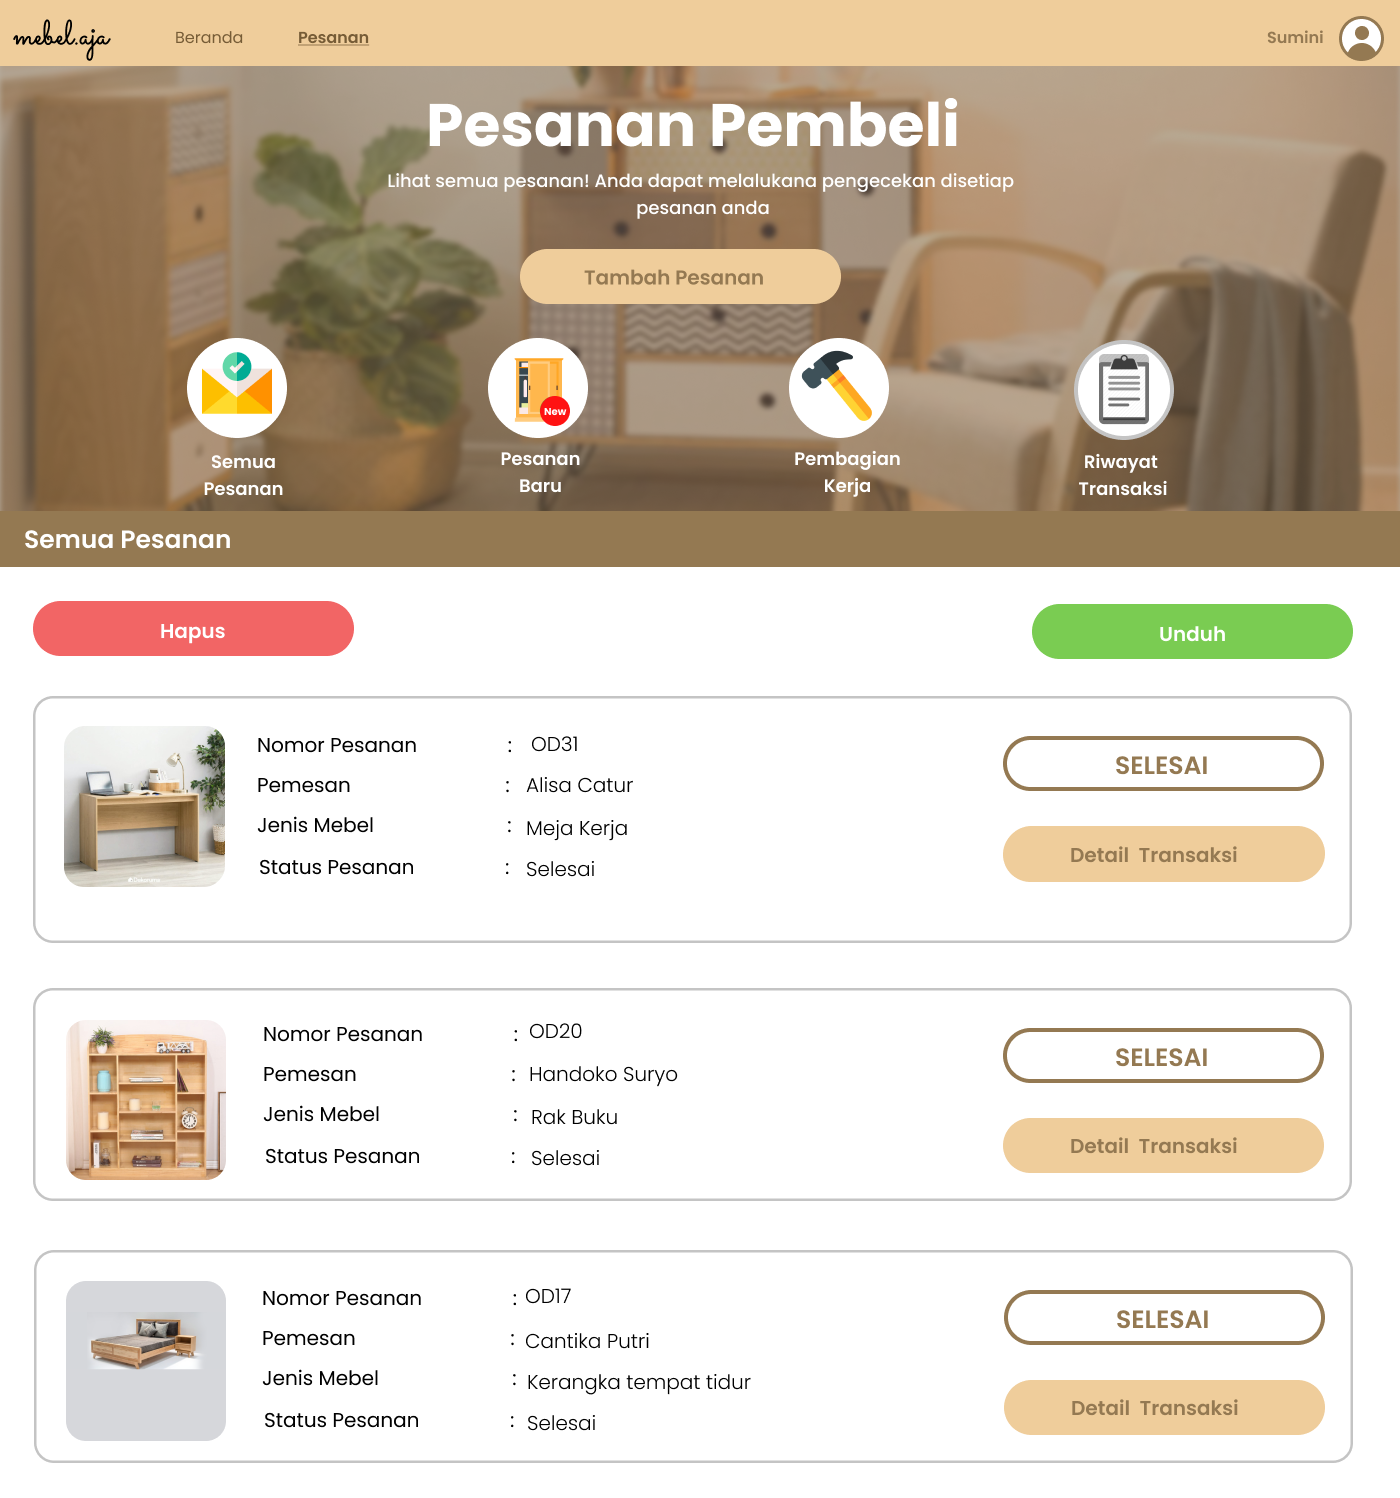 mebel.aja
Beranda
Pesanan
Sumini
Pesanan Pembeli
Lihat semua pesanan! Anda dapat melalukana pengecekan disetiap
pesanan anda
Tambah Pesanan
New
Semua
Pesanan
Pesanan
Baru
Pembagian
Kerja
Riwayat
Transaksi
Semua Pesanan
Hapus
Unduh
Nomor Pesanan : OD31
Pemesan : Alisa Catur
Jenis Mebel : Meja Kerja
Status Pesanan : Selesai
SELESAI
Detail Transaksi
Nomor Pesanan : OD20
Pemesan : Handoko Suryo
Jenis Mebel : Rak Buku
Status Pesanan : Selesai
SELESAI
Detail Transaksi
Nomor Pesanan : OD17
Pemesan : Cantika Putri
Jenis Mebel : Kerangka tempat tidur
Status Pesanan : Selesai
SELESAI
Detail Transaksi